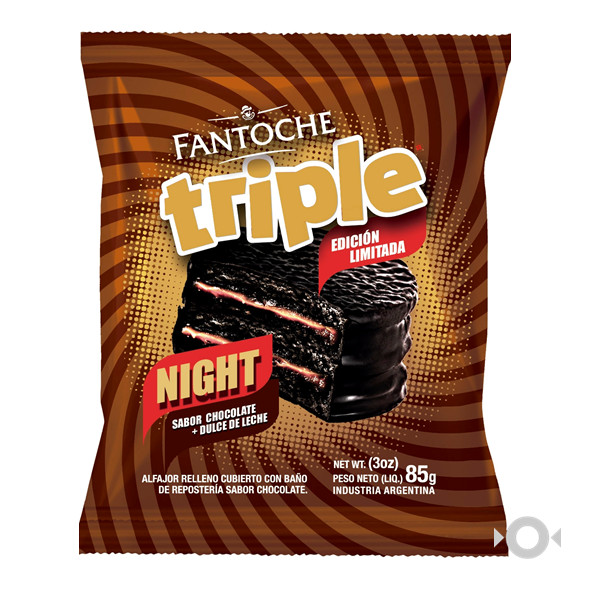 FANTOCHE
triple
EDICIÓN
LIMITADA
NIGHT
SABOR CHOCOLATE
+ DULCE DE LECHE
ALFAJOR RELLENO CUBIERTO CON BAÑO
DE REPOSTERÍA SABOR CHOCOLATE.
NET WT. (3oz)
PESO NETO (LIQ.) 85g
INDUSTRIA ARGENTINA